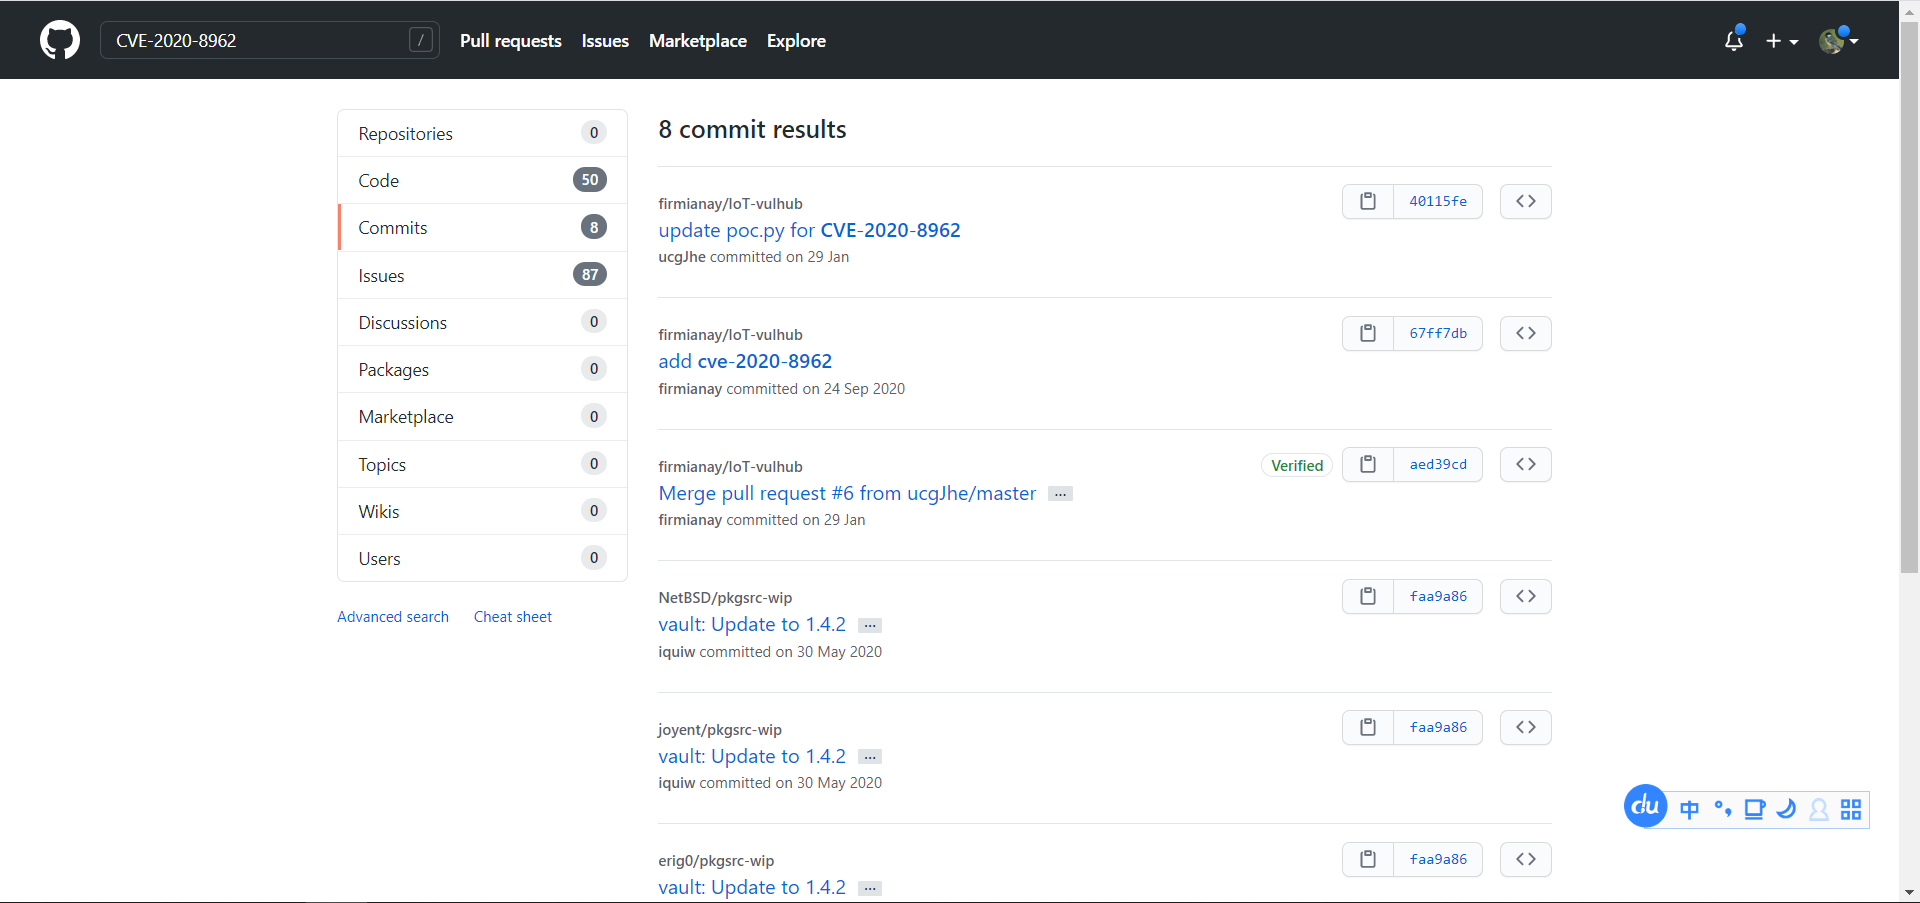 CVE-2020-8962 /
Pull requests Issues Marketplace Explore
Repositories 0
Code 50
Commits 8
Issues 87
Discussions 0
Packages 0
Marketplace 0
Topics 0
Wikis 0
Users 0
Advanced search Cheat sheet
8 commit results
firmianay/IoT-vulhub
update poc.py for CVE-2020-8962
ucgJhe committed on 29 Jan
40115fe
firmianay/IoT-vulhub
add cve-2020-8962
firmianay committed on 24 Sep 2020
67ff7db
firmianay/IoT-vulhub
Merge pull request #6 from ucgJhe/master …
firmianay committed on 29 Jan
Verified aed39cd
NetBSD/pkgsrc-wip
vault: Update to 1.4.2 …
iquiw committed on 30 May 2020
faa9a86
joyent/pkgsrc-wip
vault: Update to 1.4.2 …
iquiw committed on 30 May 2020
faa9a86
erig0/pkgsrc-wip
vault: Update to 1.4.2 …
faa9a86
du 中 °,